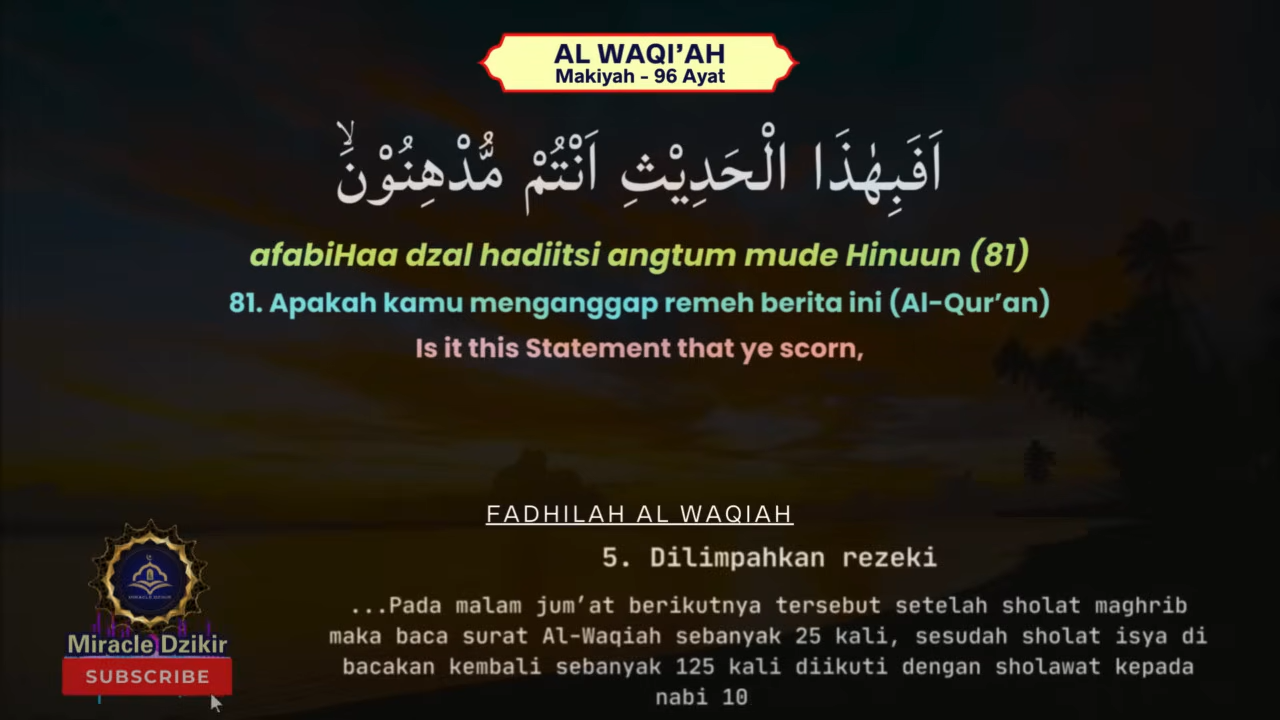 AL WAQI’AH
Makiyah - 96 Ayat
اَفَبِهٰذَا الْحَدِيْثِ اَنْتُمْ مُّدْهِنُوْنَۙ
afabiHaa dzal hadiitsi angtum mude Hinuun (81)
81. Apakah kamu menganggap remeh berita ini (Al-Qur’an)
Is it this Statement that ye scorn,
FADHILAH AL WAQIAH
5. Dilimpahkan rezeki
...Pada malam jum’at berikutnya tersebut setelah sholat maghrib
maka baca surat Al-Waqiah sebanyak 25 kali, sesudah sholat isya di
bacakan kembali sebanyak 125 kali diikuti dengan sholawat kepada
nabi 10
MIRACLE DZIKIR
Miracle Dzikir
SUBSCRIBE